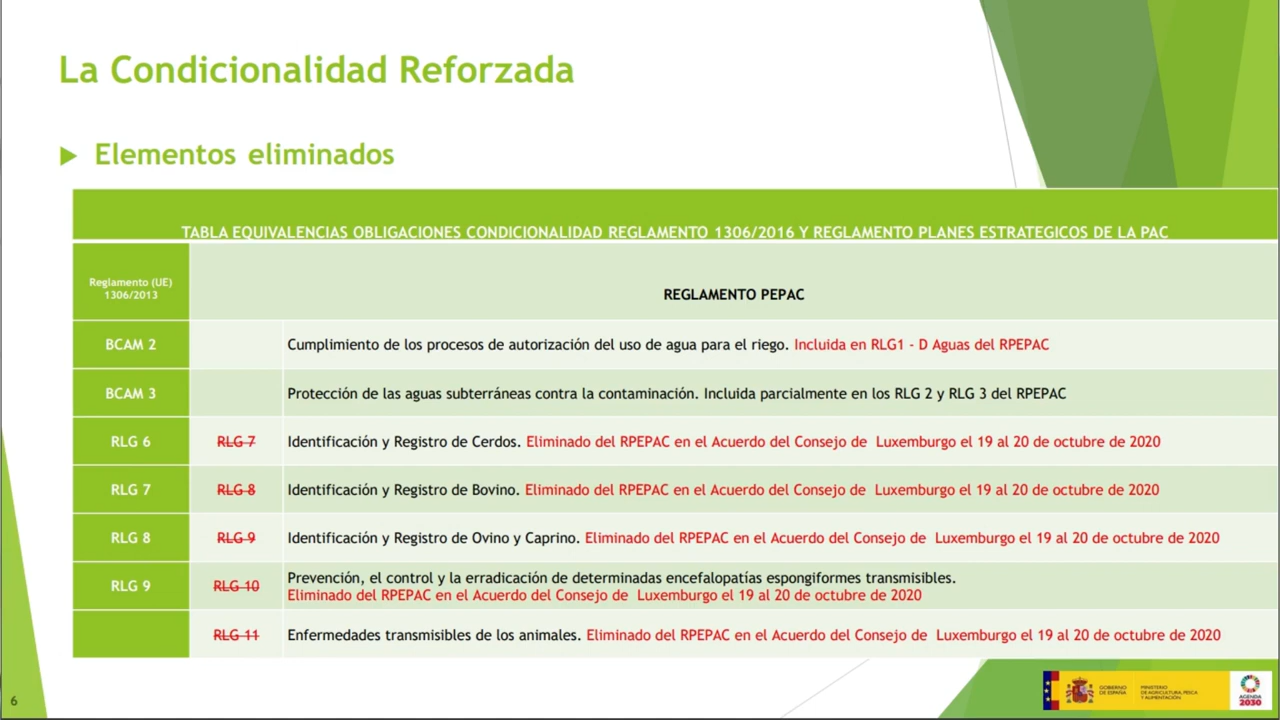 La Condicionalidad Reforzada
Elementos eliminados
TABLA EQUIVALENCIAS OBLIGACIONES CONDICIONALIDAD REGLAMENTO 1306/2016 Y REGLAMENTO PLANES ESTRATEGICOS DE LA PAC
Reglamento (UE)
1306/2013
REGLAMENTO PEPAC
BCAM 2
Cumplimiento de los procesos de autorización del uso de agua para el riego. Incluida en RLG1 - D Aguas del RPEPAC
BCAM 3
Protección de las aguas subterráneas contra la contaminación. Incluida parcialmente en los RLG 2 y RLG 3 del RPEPAC
RLG 6
RLG 7
Identificación y Registro de Cerdos. Eliminado del RPEPAC en el Acuerdo del Consejo de Luxemburgo el 19 al 20 de octubre de 2020
RLG 7
RLG 8
Identificación y Registro de Bovino. Eliminado del RPEPAC en el Acuerdo del Consejo de Luxemburgo el 19 al 20 de octubre de 2020
RLG 8
RLG 9
Identificación y Registro de Ovino y Caprino. Eliminado del RPEPAC en el Acuerdo del Consejo de Luxemburgo el 19 al 20 de octubre de 2020
RLG 9
RLG 10
Prevención, el control y la erradicación de determinadas encefalopatías espongiformes transmisibles.
Eliminado del RPEPAC en el Acuerdo del Consejo de Luxemburgo el 19 al 20 de octubre de 2020
RLG 11
Enfermedades transmisibles de los animales. Eliminado del RPEPAC en el Acuerdo del Consejo de Luxemburgo el 19 al 20 de octubre de 2020
6
GOBIERNO
DE ESPAÑA
MINISTERIO
DE AGRICULTURA, PESCA
Y ALIMENTACIÓN
AGENDA
2030